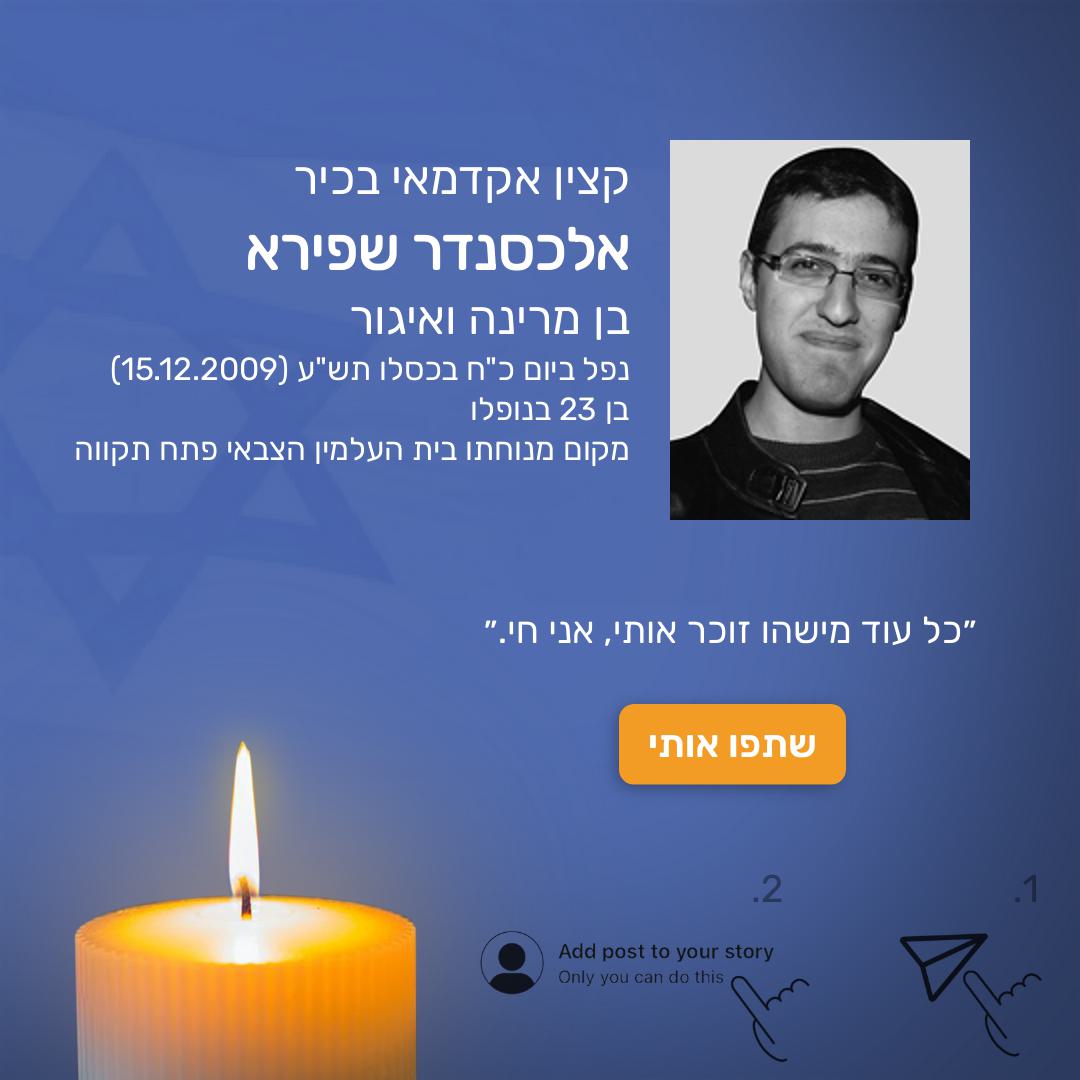 קצין אקדמאי בכיר
אלכסנדר שפירא
בן מרינה ואיגור
נפל ביום כ"ח בכסלו תש"ע (15.12.2009)
בן 23 בנופלו
מקום מנוחתו בית העלמין הצבאי פתח תקווה
״כל עוד מישהו זוכר אותי, אני חי.״
שתפו אותי
1.
2.
Add post to your story
Only you can do this